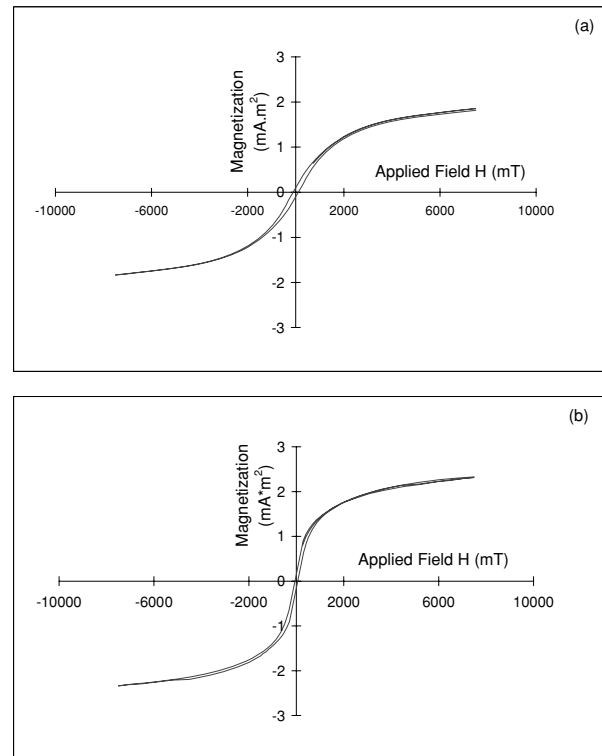 (a)
Magnetization
(mA.m²)
3
2
1
0
-1
-2
-3
Applied Field H (mT)
-10000 -6000 -2000 2000 6000 10000
(b)
Magnetization
(mA*m²)
3
2
1
0
-1
-2
-3
Applied Field H (mT)
-10000 -6000 -2000 2000 6000 10000